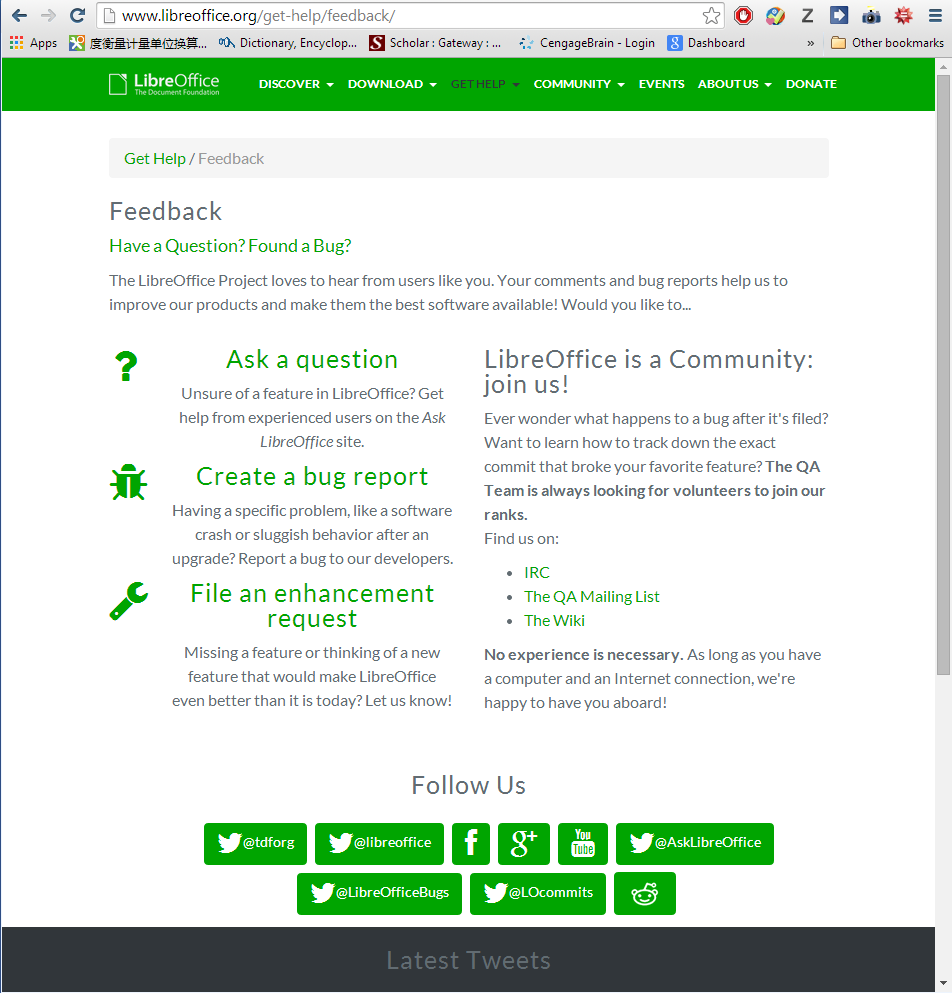 www.libreoffice.org/get-help/feedback/
Apps 度衡量计量单位换算... Dictionary, Encyclop... Scholar : Gateway : ... CengageBrain - Login Dashboard » Other bookmarks
LibreOffice
The Document Foundation
DISCOVER DOWNLOAD GET HELP COMMUNITY EVENTS ABOUT US DONATE
Get Help / Feedback
Feedback
Have a Question? Found a Bug?
The LibreOffice Project loves to hear from users like you. Your comments and bug reports help us to
improve our products and make them the best software available! Would you like to...
Ask a question
Unsure of a feature in LibreOffice? Get
help from experienced users on the Ask
LibreOffice site.
Create a bug report
Having a specific problem, like a software
crash or sluggish behavior after an
upgrade? Report a bug to our developers.
File an enhancement
request
Missing a feature or thinking of a new
feature that would make LibreOffice
even better than it is today? Let us know!
LibreOffice is a Community:
join us!
Ever wonder what happens to a bug after it's filed?
Want to learn how to track down the exact
commit that broke your favorite feature? The QA
Team is always looking for volunteers to join our
ranks.
Find us on:
• IRC
• The QA Mailing List
• The Wiki
No experience is necessary. As long as you have
a computer and an Internet connection, we're
happy to have you aboard!
Follow Us
@tdforg @libreoffice f g+ You Tube @AskLibreOffice
@LibreOfficeBugs @LOcommits
Latest Tweets